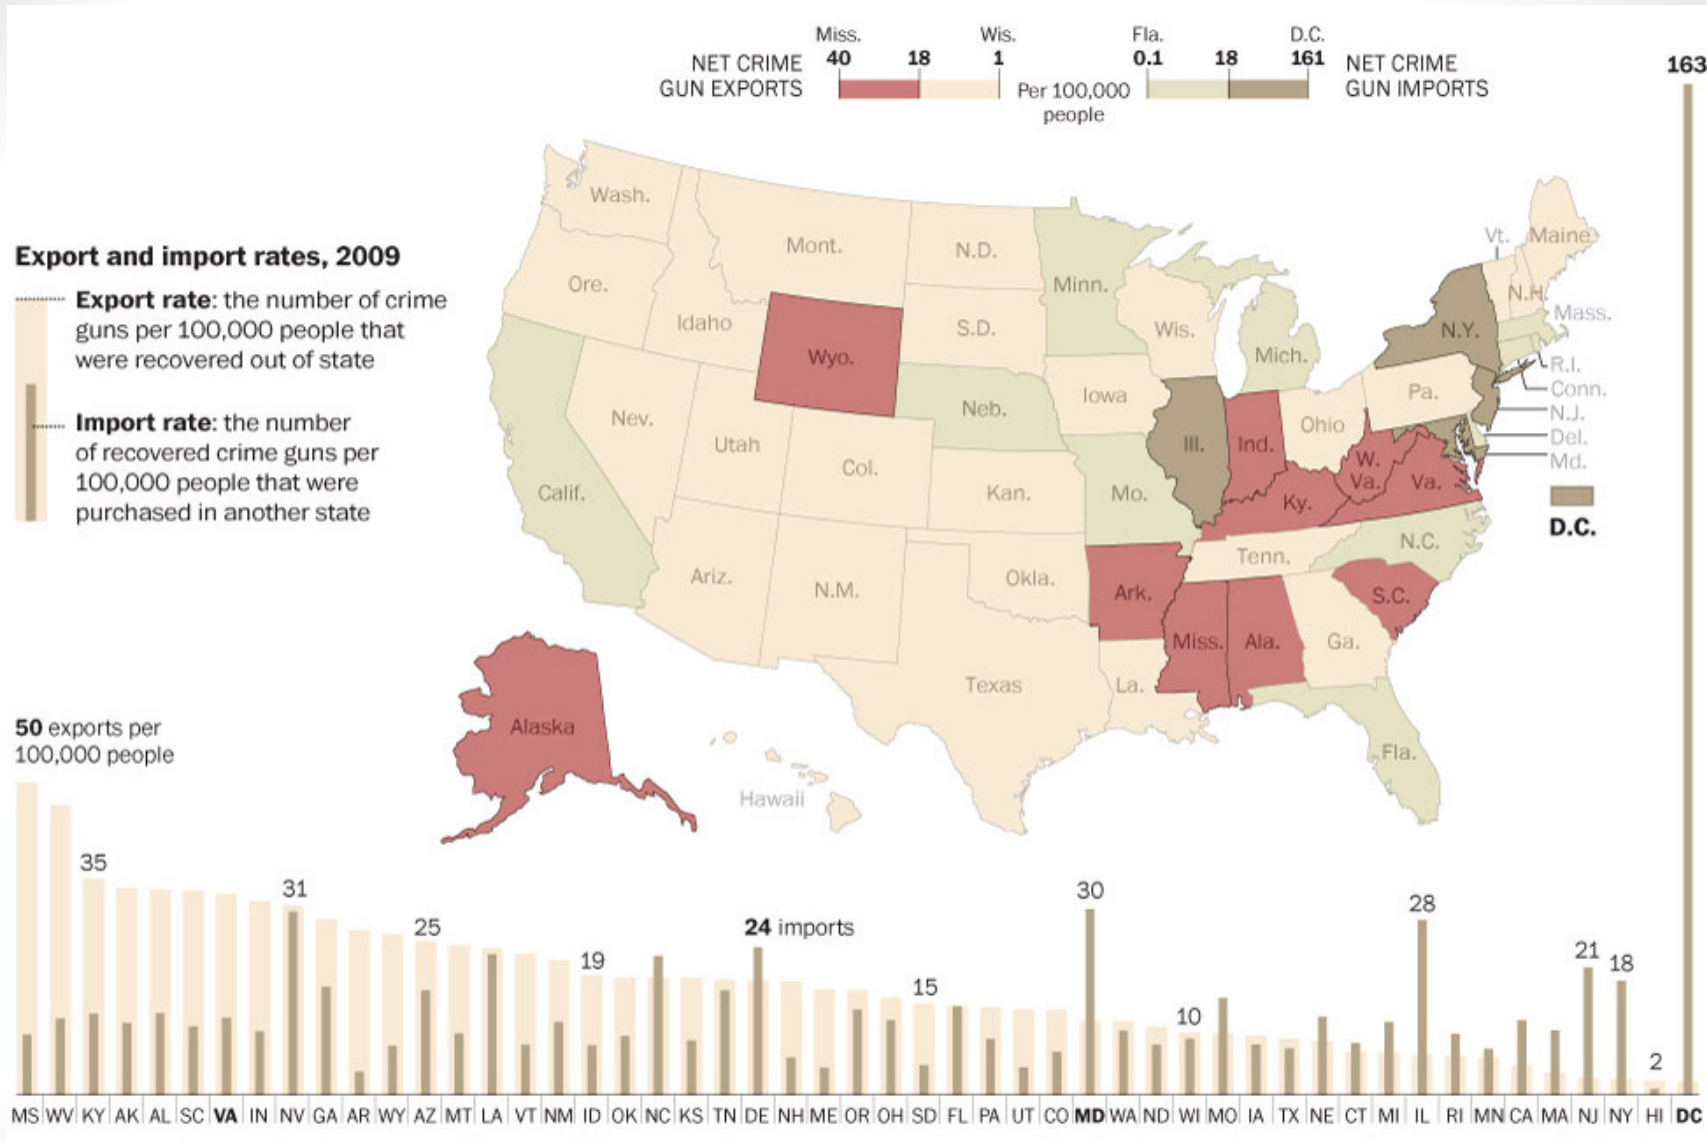 Miss.
Wis.
Fla.
D.C.
NET CRIME
GUN EXPORTS
40
18
1
Per 100,000
people
0.1
18
161
NET CRIME
GUN IMPORTS
163
Export and import rates, 2009
Export rate: the number of crime
guns per 100,000 people that
were recovered out of state
Import rate: the number
of recovered crime guns per
100,000 people that were
purchased in another state
Wash.
Mont.
N.D.
Minn.
Vt.
Maine
Ore.
Idaho
Wyo.
S.D.
Wis.
Mich.
N.Y.
N.H.
Mass.
R.I.
Conn.
N.J.
Del.
Md.
D.C.
Nev.
Utah
Col.
Neb.
Iowa
Ill.
Ind.
Ohio
Pa.
Calif.
Kan.
Mo.
Ky.
W.
Va.
Va.
Ariz.
N.M.
Okla.
Ark.
Tenn.
N.C.
S.C.
Texas
La.
Miss.
Ala.
Ga.
Fla.
Alaska
Hawaii
50 exports per
100,000 people
35
31
25
19
24 imports
15
30
10
28
21
18
2
MS WV KY AK AL SC VA IN NV GA AR WY AZ MT LA VT NM ID OK NC KS TN DE NH ME OR OH SD FL PA UT CO MD WA ND WI MO IA TX NE CT MI IL RI MN CA MA NJ NY HI DC